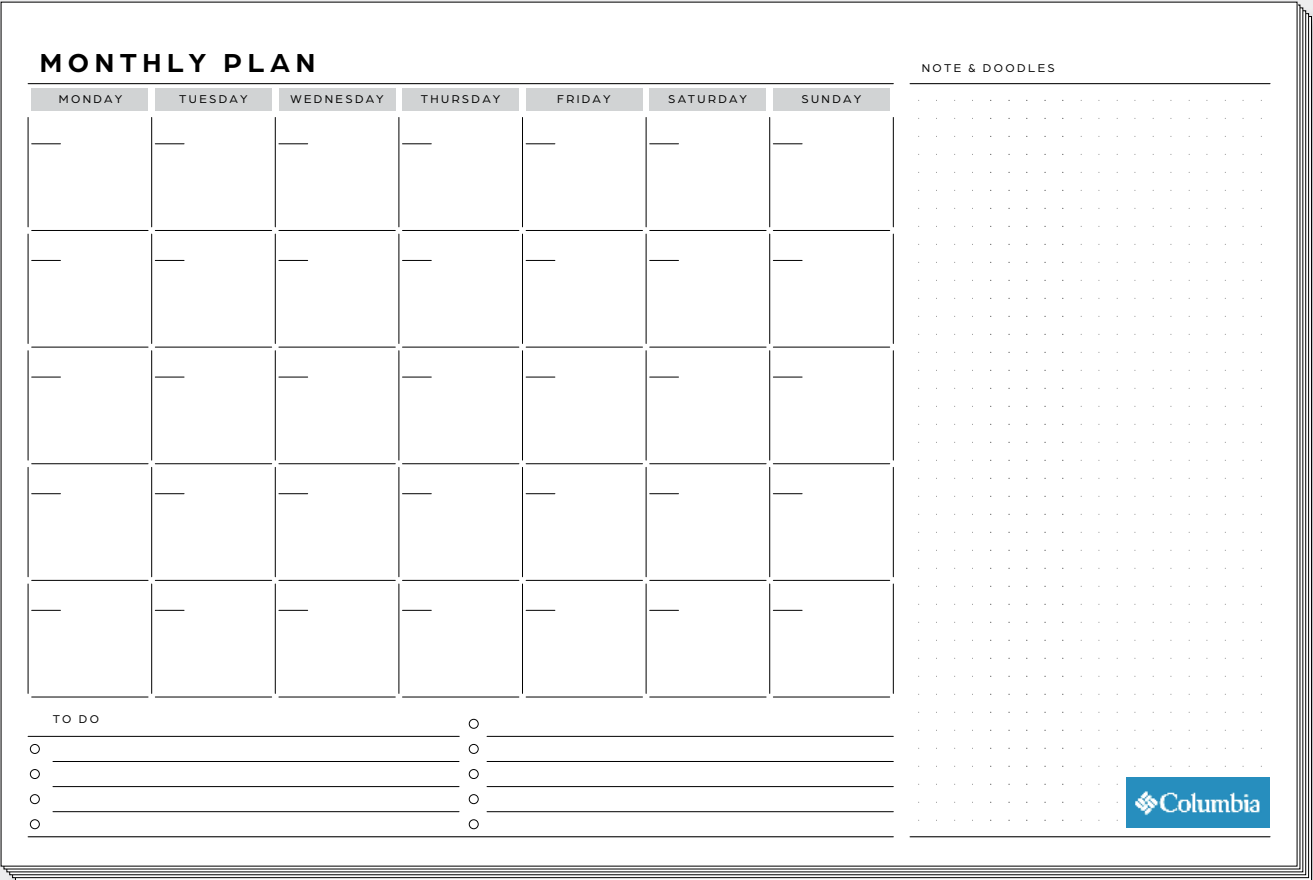 MONTHLY PLAN
NOTE & DOODLES
MONDAY TUESDAY WEDNESDAY THURSDAY FRIDAY SATURDAY SUNDAY
TO DO
Columbia